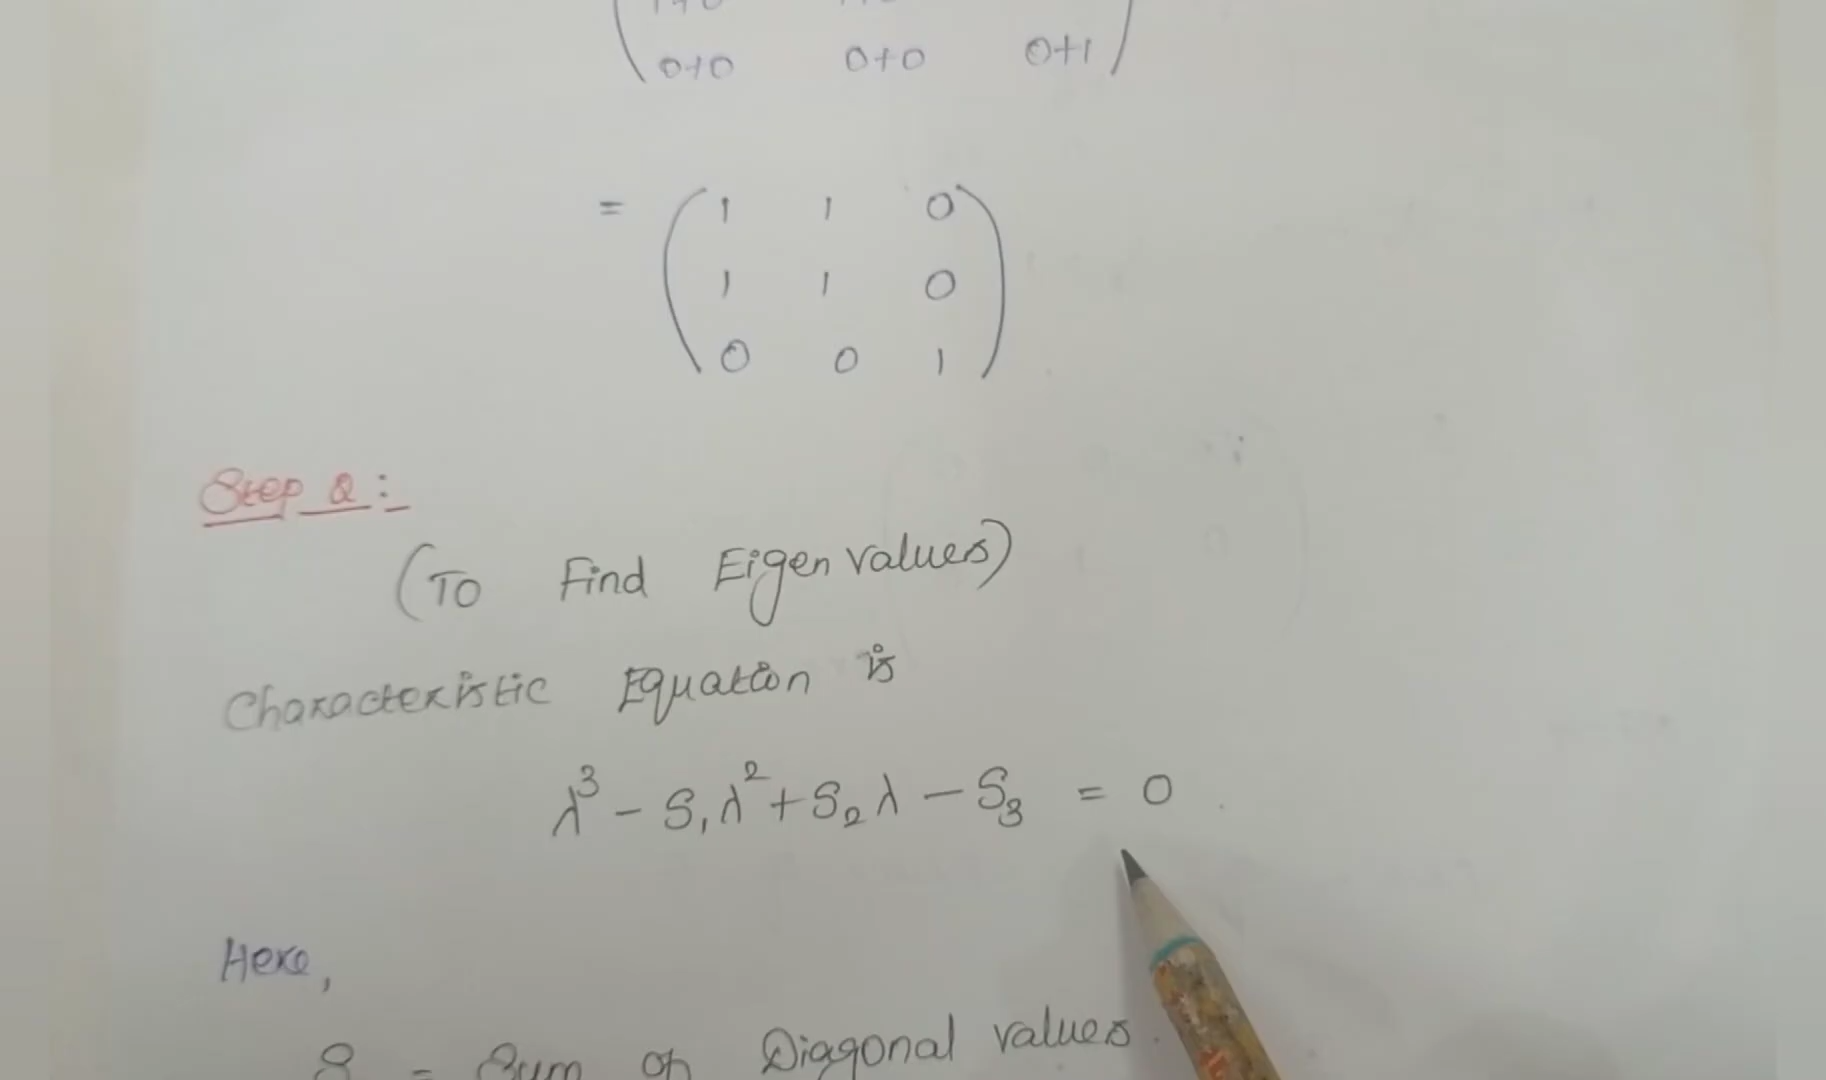 0+0 0+0 0+1
= ( 1 1 0
1 1 0
0 0 1 )
Step 2:
(To Find Eigen values)
Characteristic Equation is
λ³ - S₁λ² + S₂λ - S₃ = 0
Here,
S = Sum of Diagonal values.